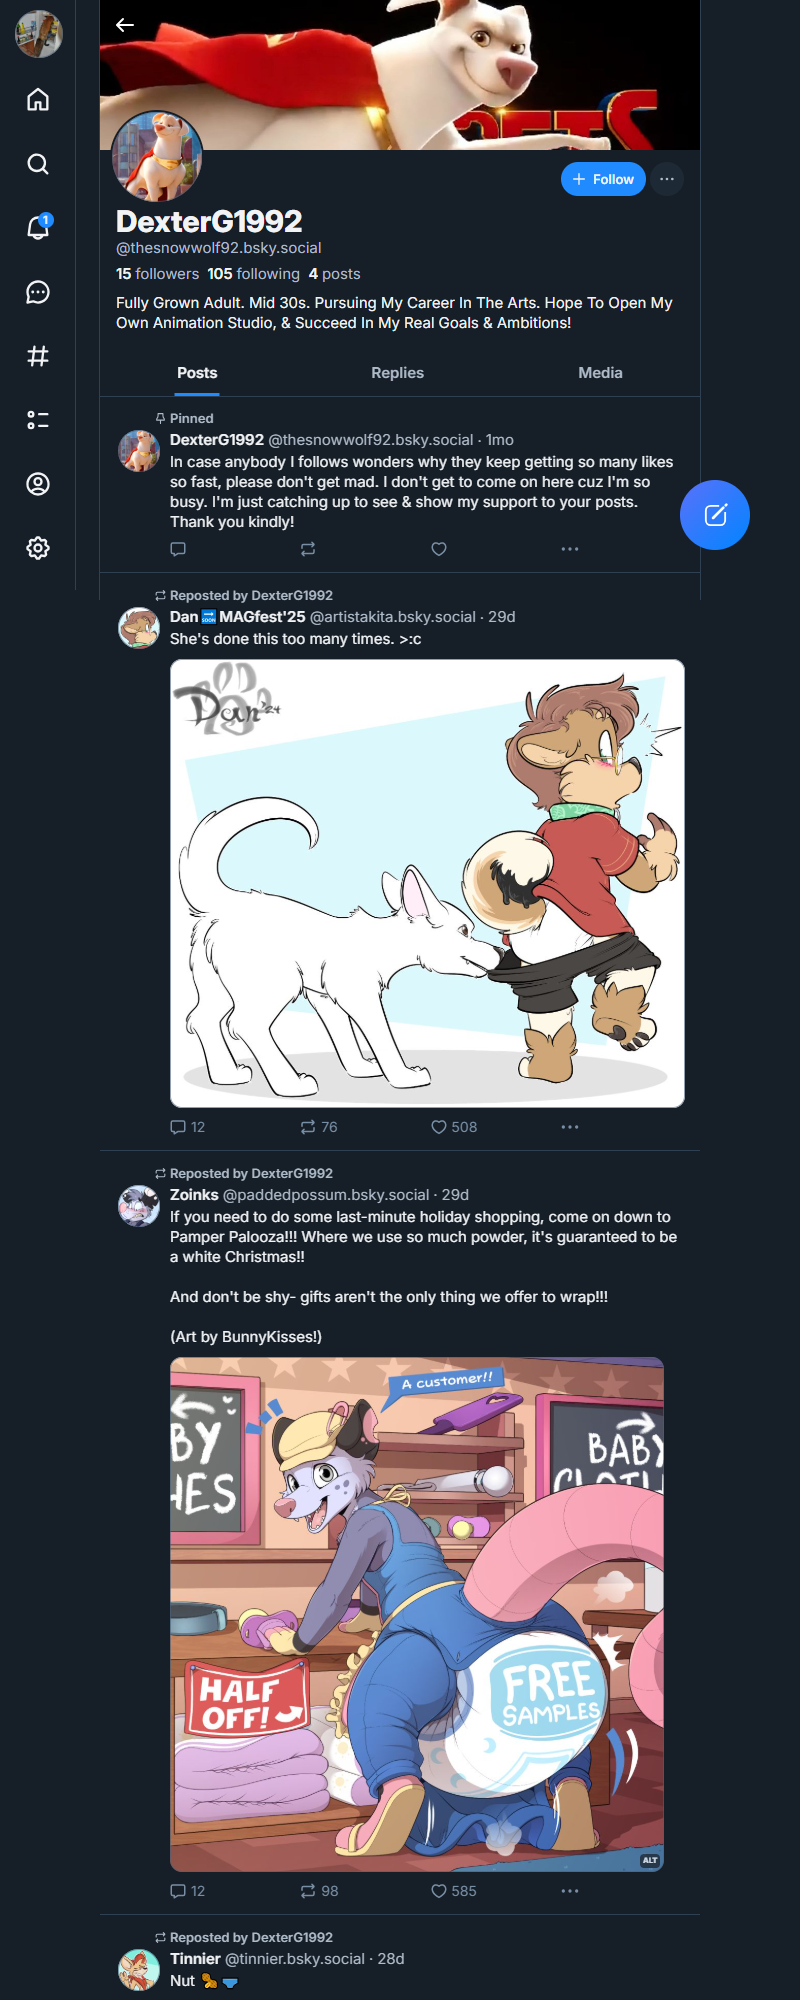 DexterG1992
@thesnowwolf92.bsky.social
15 followers 105 following 4 posts
Fully Grown Adult. Mid 30s. Pursuing My Career In The Arts. Hope To Open My
Own Animation Studio, & Succeed In My Real Goals & Ambitions!
+ Follow
1
Posts Replies Media
Pinned
DexterG1992 @thesnowwolf92.bsky.social · 1mo
In case anybody I follows wonders why they keep getting so many likes
so fast, please don't get mad. I don't get to come on here cuz I'm so
busy. I'm just catching up to see & show my support to your posts.
Thank you kindly!
Reposted by DexterG1992
Dan🔜MAGfest'25 @artistakita.bsky.social · 29d
She's done this too many times. >:c
Dan '24
12 76 508
Reposted by DexterG1992
Zoinks @paddedpossum.bsky.social · 29d
If you need to do some last-minute holiday shopping, come on down to
Pamper Palooza!!! Where we use so much powder, it's guaranteed to be
a white Christmas!!
And don't be shy- gifts aren't the only thing we offer to wrap!!!
(Art by BunnyKisses!)
A customer!!
BY
HES
BABY
CLOTH
FREE
SAMPLES
HALF
OFF!
ALT
12 98 585
Reposted by DexterG1992
Tinnier @tinnier.bsky.social · 28d
Nut 🥜🩲